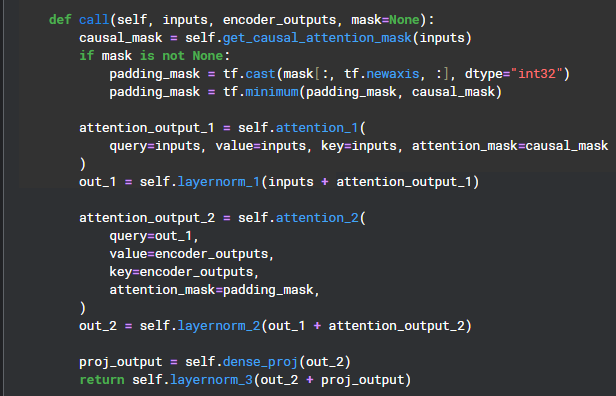 def call(self, inputs, encoder_outputs, mask=None):
    causal_mask = self.get_causal_attention_mask(inputs)
    if mask is not None:
        padding_mask = tf.cast(mask[:, tf.newaxis, :], dtype="int32")
        padding_mask = tf.minimum(padding_mask, causal_mask)

    attention_output_1 = self.attention_1(
        query=inputs, value=inputs, key=inputs, attention_mask=causal_mask
    )
    out_1 = self.layernorm_1(inputs + attention_output_1)

    attention_output_2 = self.attention_2(
        query=out_1,
        value=encoder_outputs,
        key=encoder_outputs,
        attention_mask=padding_mask,
    )
    out_2 = self.layernorm_2(out_1 + attention_output_2)

    proj_output = self.dense_proj(out_2)
    return self.layernorm_3(out_2 + proj_output)